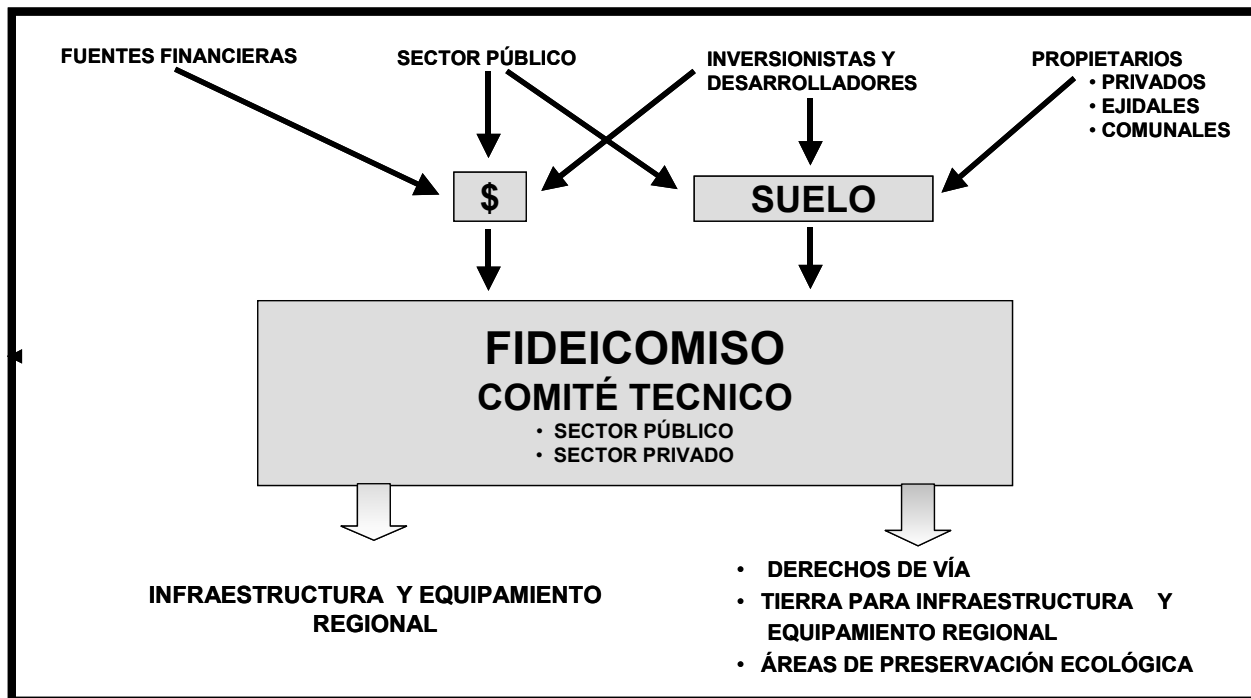 FUENTES FINANCIERAS
SECTOR PÚBLICO
INVERSIONISTAS Y
DESARROLLADORES
PROPIETARIOS
• PRIVADOS
• EJIDALES
• COMUNALES
$
SUELO
FIDEICOMISO
COMITÉ TECNICO
• SECTOR PÚBLICO
• SECTOR PRIVADO
INFRAESTRUCTURA Y EQUIPAMIENTO
REGIONAL
• DERECHOS DE VÍA
• TIERRA PARA INFRAESTRUCTURA Y
EQUIPAMIENTO REGIONAL
• ÁREAS DE PRESERVACIÓN ECOLÓGICA